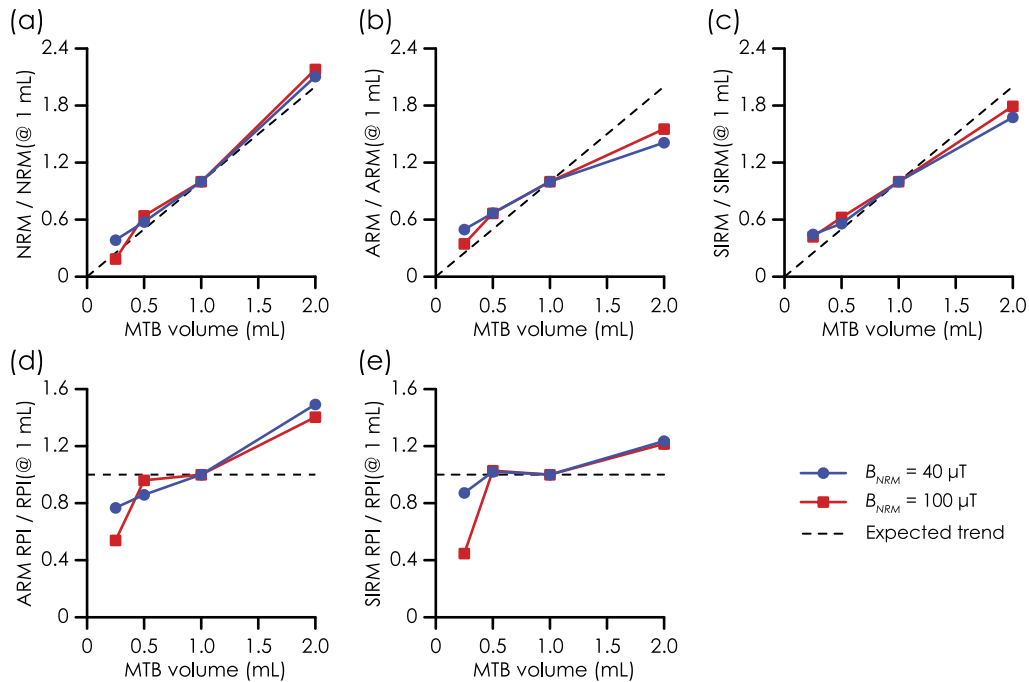 (a)
NRM / NRM(@ 1 mL)
2.4
1.8
1.2
0.6
0
0 0.5 1.0 1.5 2.0
MTB volume (mL)
(b)
ARM / ARM(@ 1 mL)
2.4
1.8
1.2
0.6
0
0 0.5 1.0 1.5 2.0
MTB volume (mL)
(c)
SIRM / SIRM(@ 1 mL)
2.4
1.8
1.2
0.6
0
0 0.5 1.0 1.5 2.0
MTB volume (mL)
(d)
ARM RPI / RPI(@ 1 mL)
1.6
1.2
0.8
0.4
0
0 0.5 1.0 1.5 2.0
MTB volume (mL)
(e)
SIRM RPI / RPI(@ 1 mL)
1.6
1.2
0.8
0.4
0
0 0.5 1.0 1.5 2.0
MTB volume (mL)
B_NRM = 40 µT
B_NRM = 100 µT
Expected trend